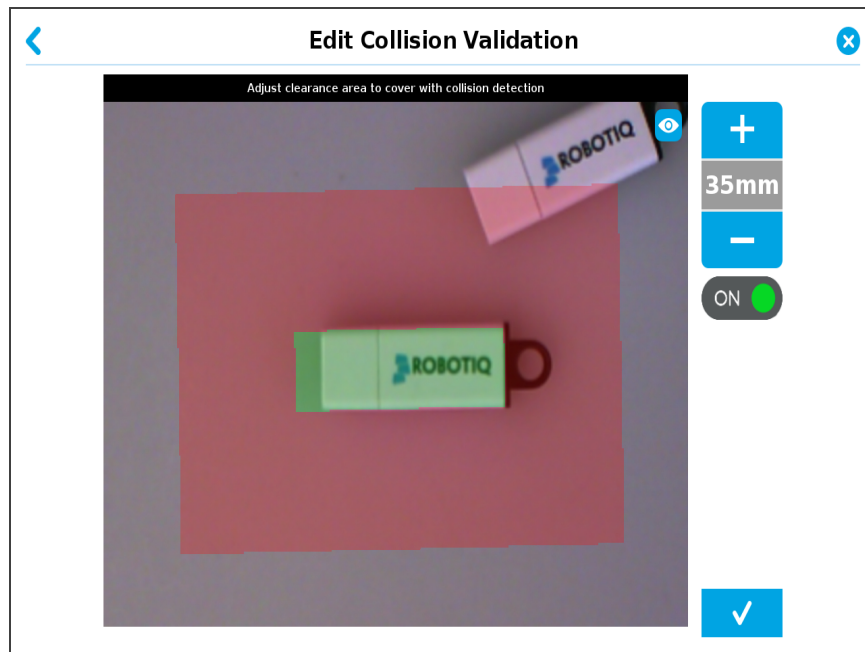 Edit Collision Validation
Adjust clearance area to cover with collision detection
ROBOTIQ
35mm
ON
ROBOTIQ